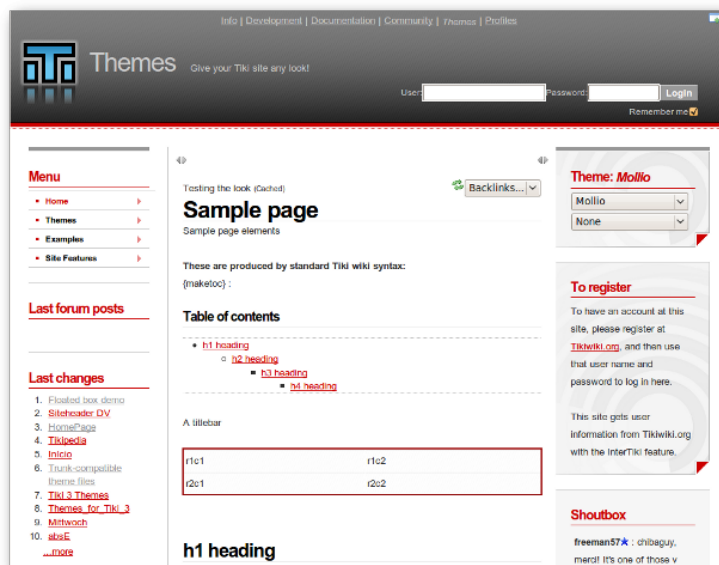 Info | Development | Documentation | Community | Themes | Profiles
Themes Give your Tiki site any look!
User: Password: Login
Remember me
Menu
Home
Themes
Examples
Site Features
Last forum posts
Last changes
1. Floated box demo
2. Siteheader DV
3. HomePage
4. Tikipedia
5. Inicio
6. Trunk-compatible
theme files
7. Tiki 3 Themes
8. Themes_for_Tiki_3
9. Mittwoch
10. absE
...more
Testing the look (Cached)
Backlinks...
Sample page
Sample page elements
These are produced by standard Tiki wiki syntax:
{maketoc} :
Table of contents
h1 heading
h2 heading
h3 heading
h4 heading
A titlebar
r1c1 r1c2
r2c1 r2c2
h1 heading
Theme: Mollio
Mollio
None
To register
To have an account at this
site, please register at
Tikiwiki.org, and then use
that user name and
password to log in here.
This site gets user
information from Tikiwiki.org
with the InterTiki feature.
Shoutbox
freeman57 : chibaguy,
merci! It's one of those v